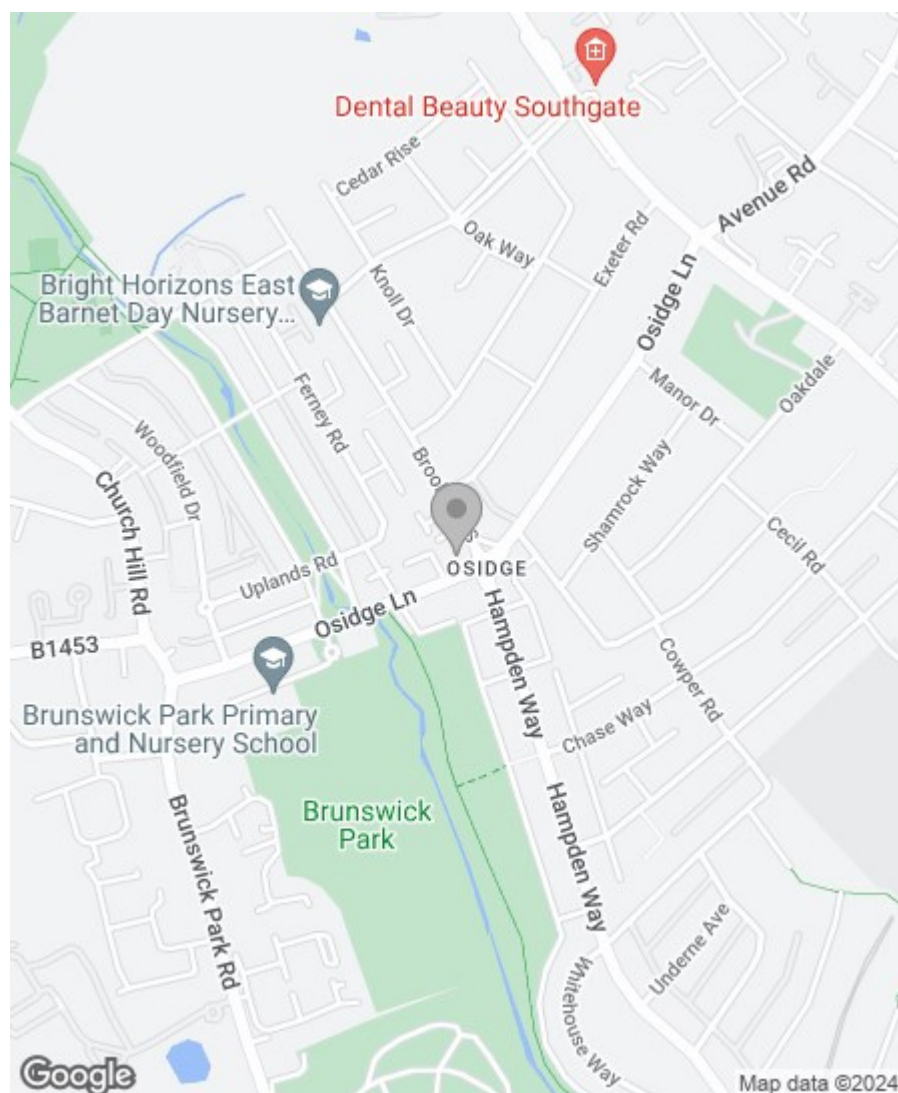 Dental Beauty Southgate
Cedar Rise
Avenue Rd
Oak Way
Exeter Rd
Bright Horizons East
Barnet Day Nursery...
Knoll Dr
Osidge Ln
Ferney Rd
Manor Dr
Oakdale
Woodfield Dr
Church Hill Rd
Shamrock Way
Cecil Rd
OSIDGE
Uplands Rd
Osidge Ln
B1453
Hampden Way
Cowper Rd
Brunswick Park Primary
and Nursery School
Chase Way
Brunswick
Park
Brunswick Park Rd
Hampden Way
Underne Ave
Whitehouse Way
Google
Map data ©2024